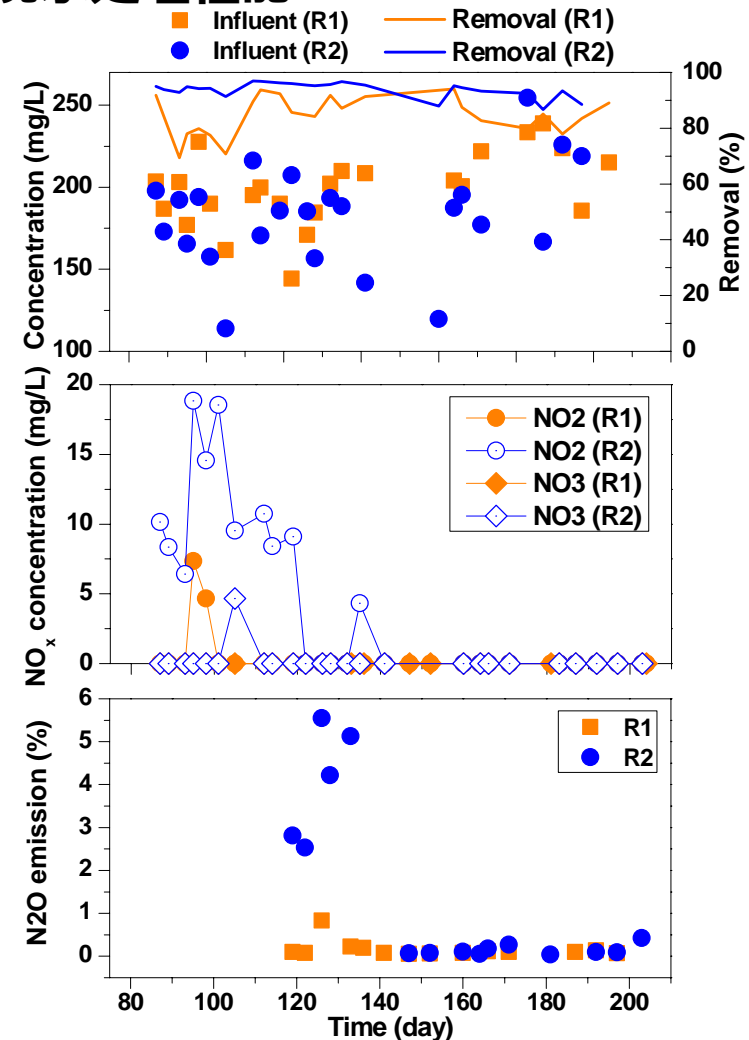 Influent (R1) Removal (R1)
Influent (R2) Removal (R2)
Concentration (mg/L)
250
200
150
100
100
80
60
40
20
0
Removal (%)
NOx concentration (mg/L)
20
15
10
5
0
NO2 (R1)
NO2 (R2)
NO3 (R1)
NO3 (R2)
N2O emission (%)
6
5
4
3
2
1
0
R1
R2
80 100 120 140 160 180 200
Time (day)